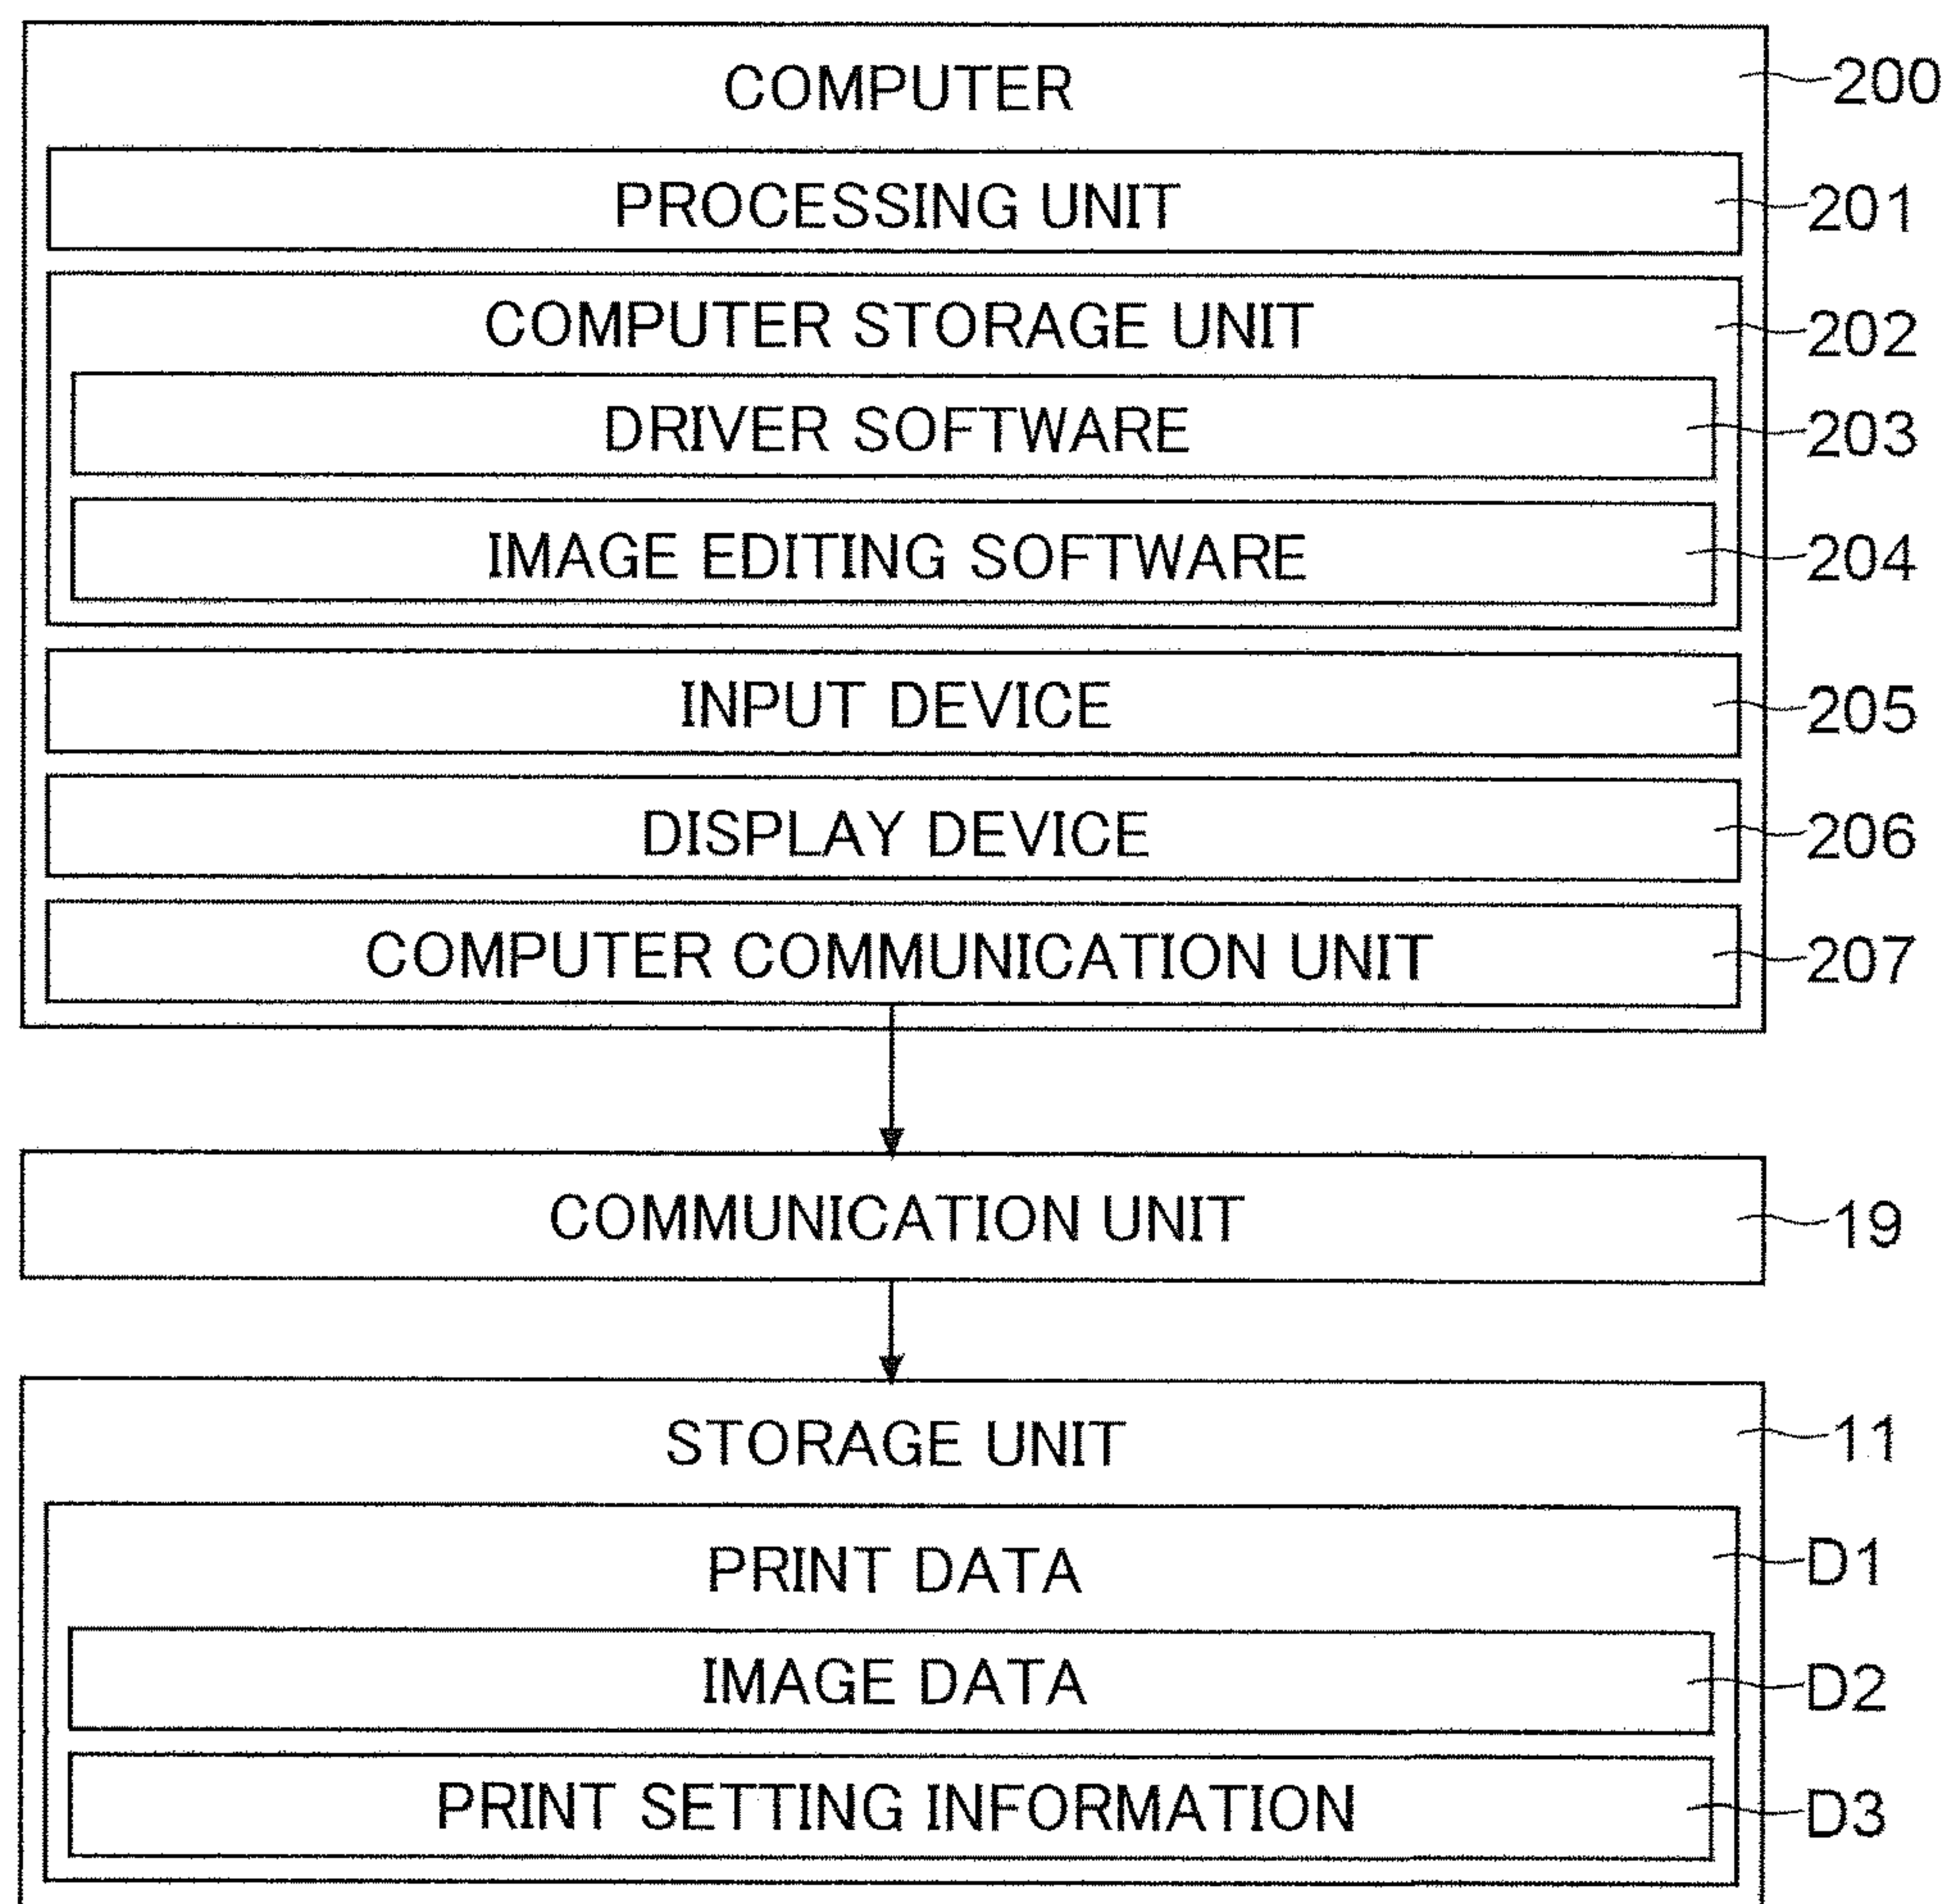 COMPUTER 200
PROCESSING UNIT 201
COMPUTER STORAGE UNIT 202
DRIVER SOFTWARE 203
IMAGE EDITING SOFTWARE 204
INPUT DEVICE 205
DISPLAY DEVICE 206
COMPUTER COMMUNICATION UNIT 207
COMMUNICATION UNIT 19
STORAGE UNIT 11
PRINT DATA D1
IMAGE DATA D2
PRINT SETTING INFORMATION D3